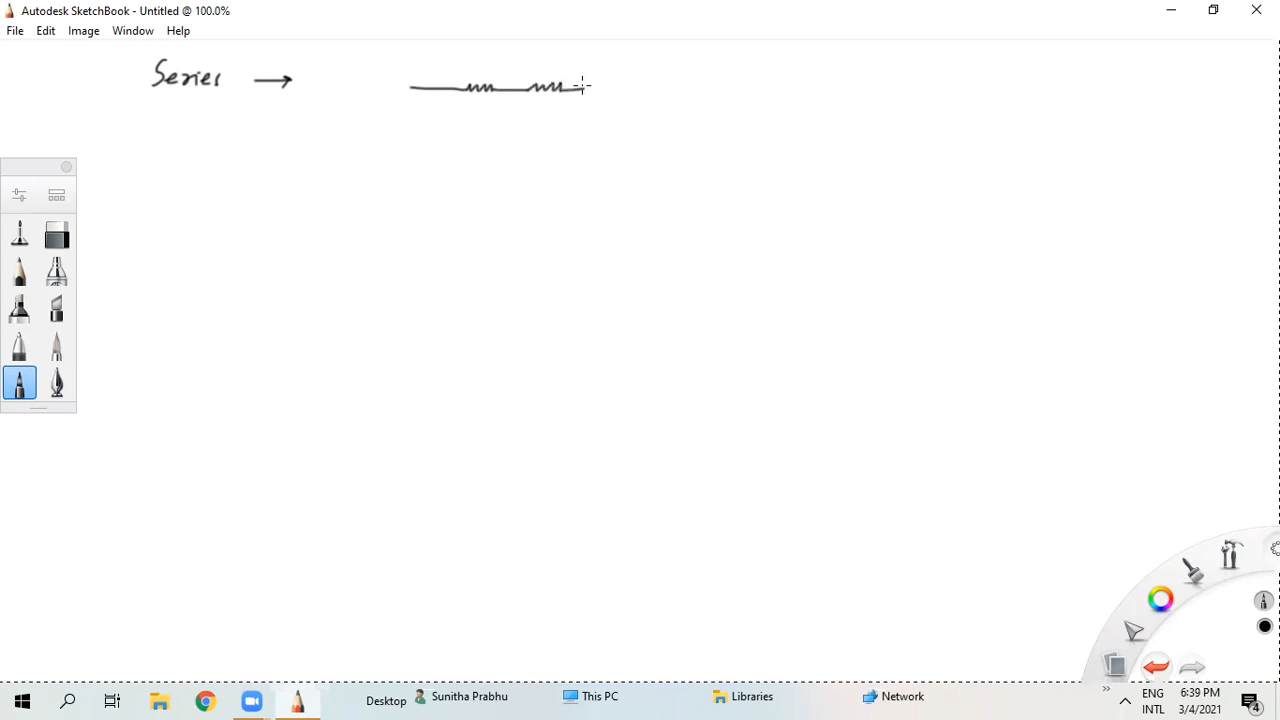 Autodesk SketchBook - Untitled @ 100.0%
File Edit Image Window Help
Series →
Desktop Sunitha Prabhu This PC Libraries Network
ENG 6:39 PM
INTL 3/4/2021 4